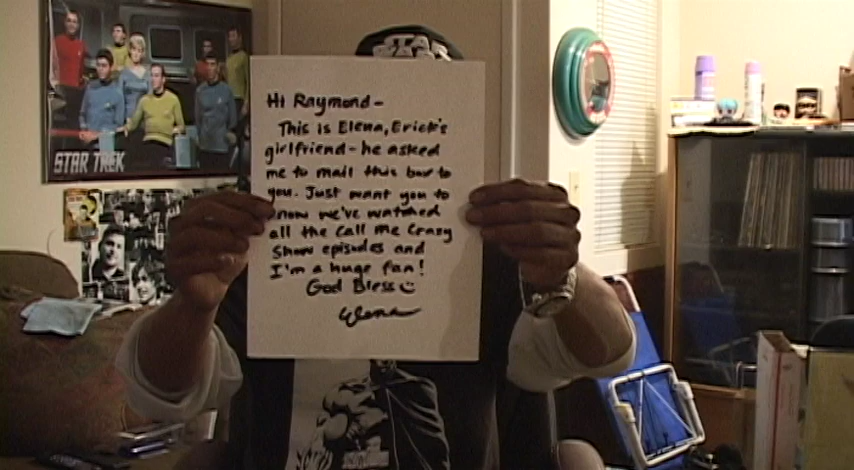 STAR TREK
STAR
Hi Raymond-
This is Elena, Erick's
girlfriend - he asked
me to mail this box to
you. Just want you to
know we've watched
all the Call Me Crazy
Show episodes and
I'm a huge fan!
God Bless
Elena